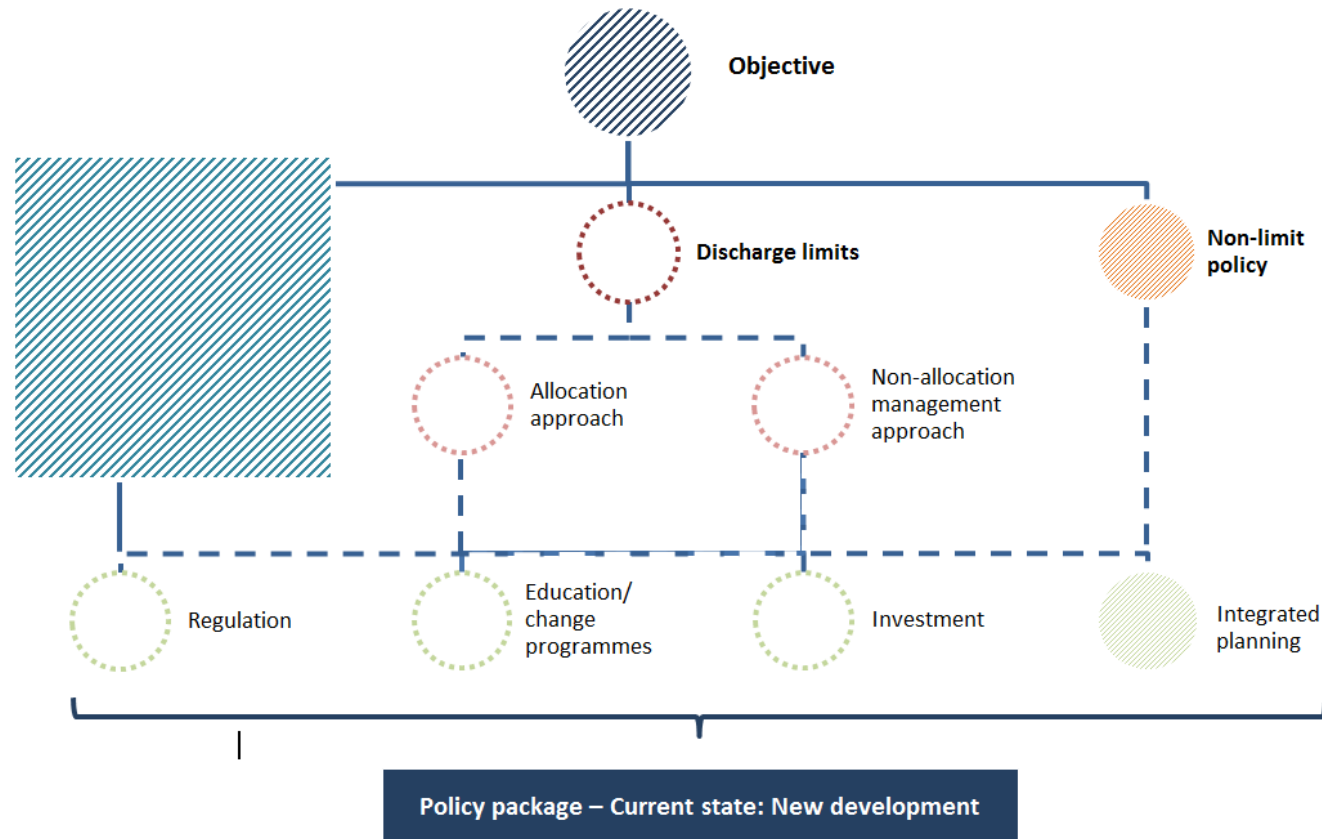 Objective
Discharge limits
Non-limit
policy
Allocation
approach
Non-allocation
management
approach
Regulation
Education/
change
programmes
Investment
Integrated
planning
Policy package – Current state: New development